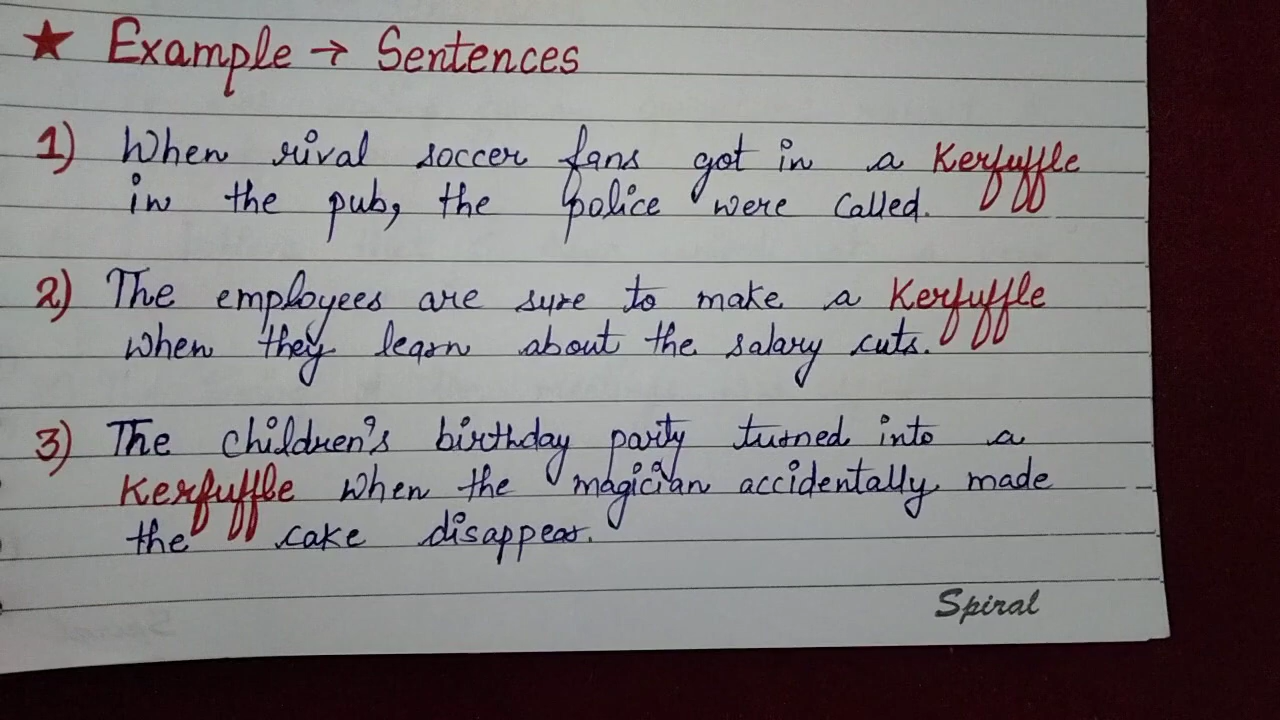 ★ Example → Sentences
1) When rival soccer fans got in a Kerfuffle
in the pub, the police were called.
2) The employees are sure to make a Kerfuffle
when they learn about the salary cuts.
3) The children's birthday party turned into a
Kerfuffle when the magician accidentally made
the cake disappear.
Spiral